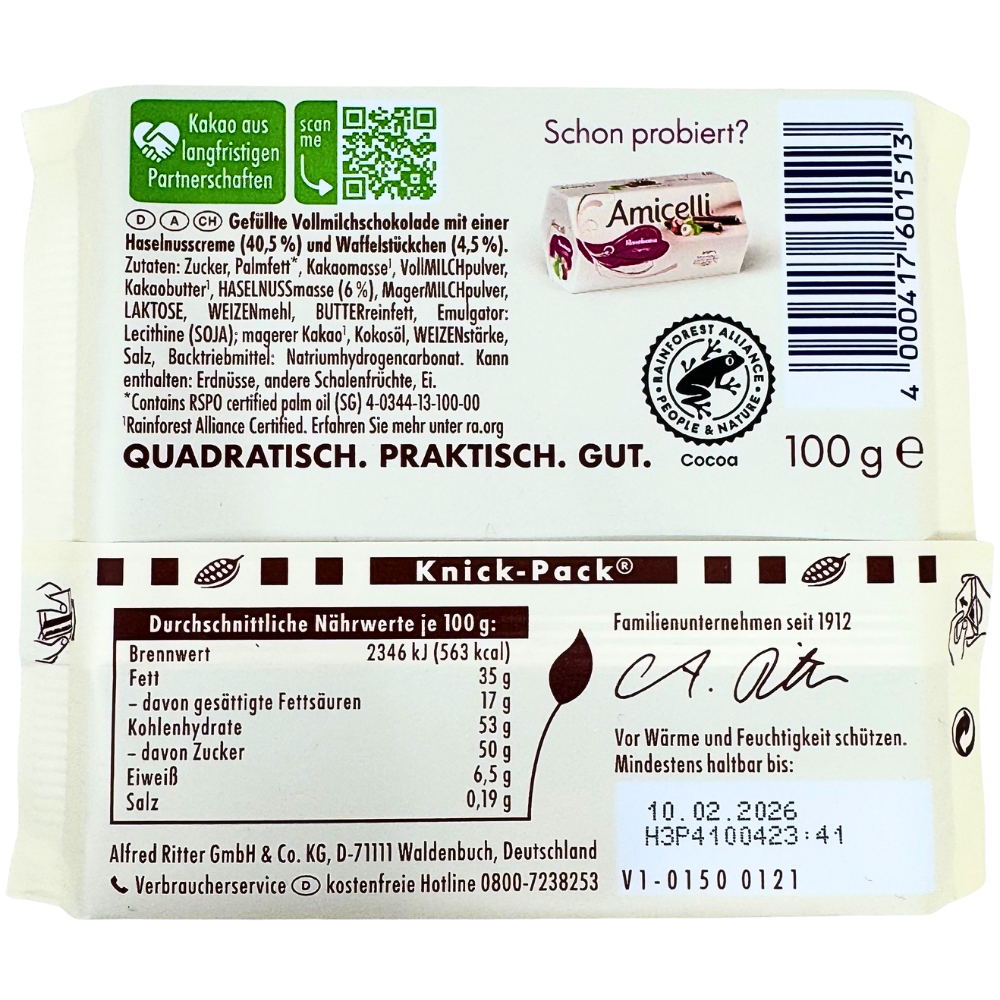 Kakao aus
langfristigen
Partnerschaften
scan
me
Schon probiert?
Amicelli
D A CH Gefüllte Vollmilchschokolade mit einer
Haselnusscreme (40,5 %) und Waffelstückchen (4,5 %).
Zutaten: Zucker, Palmfett*, Kakaomasse¹, VollMILCHpulver,
Kakaobutter¹, HASELNUSSmasse (6 %), MagerMILCHpulver,
LAKTOSE, WEIZENmehl, BUTTERreinfett, Emulgator:
Lecithine (SOJA); magerer Kakao¹, Kokosöl, WEIZENstärke,
Salz, Backtriebmittel: Natriumhydrogencarbonat. Kann
enthalten: Erdnüsse, andere Schalenfrüchte, Ei.
*Contains RSPO certified palm oil (SG) 4-0344-13-100-00
¹Rainforest Alliance Certified. Erfahren Sie mehr unter ra.org
QUADRATISCH. PRAKTISCH. GUT.
RAINFOREST ALLIANCE
PEOPLE & NATURE
Cocoa
4 000417 601513
100 g e
Knick-Pack®
Durchschnittliche Nährwerte je 100 g:
Brennwert 2346 kJ (563 kcal)
Fett 35 g
– davon gesättigte Fettsäuren 17 g
Kohlenhydrate 53 g
– davon Zucker 50 g
Eiweiß 6,5 g
Salz 0,19 g
Familienunternehmen seit 1912
Vor Wärme und Feuchtigkeit schützen.
Mindestens haltbar bis:
10.02.2026
H3P4100423:41
V1-0150 0121
Alfred Ritter GmbH & Co. KG, D-71111 Waldenbuch, Deutschland
Verbraucherservice D kostenfreie Hotline 0800-7238253